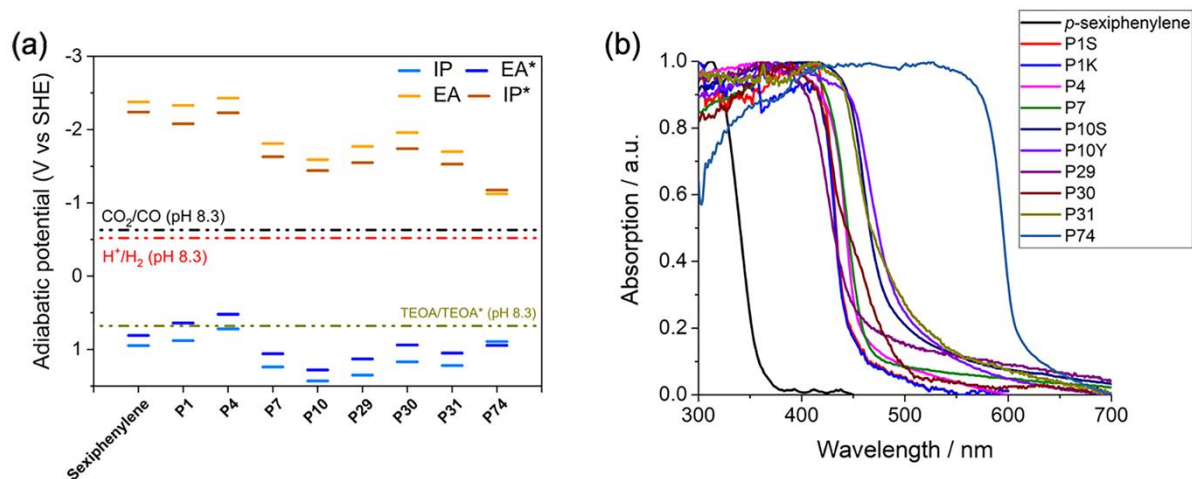 (a)
-3
-2
-1
0
1
Adiabatic potential (V vs SHE)
IP
EA*
EA
IP*
CO₂/CO (pH 8.3)
H⁺/H₂ (pH 8.3)
TEOA/TEOA* (pH 8.3)
Sexiphenylene
P1
P4
P7
P10
P29
P30
P31
P74
(b)
1.0
0.8
0.6
0.4
0.2
0.0
Absorption / a.u.
300
400
500
600
700
Wavelength / nm
p-sexiphenylene
P1S
P1K
P4
P7
P10S
P10Y
P29
P30
P31
P74